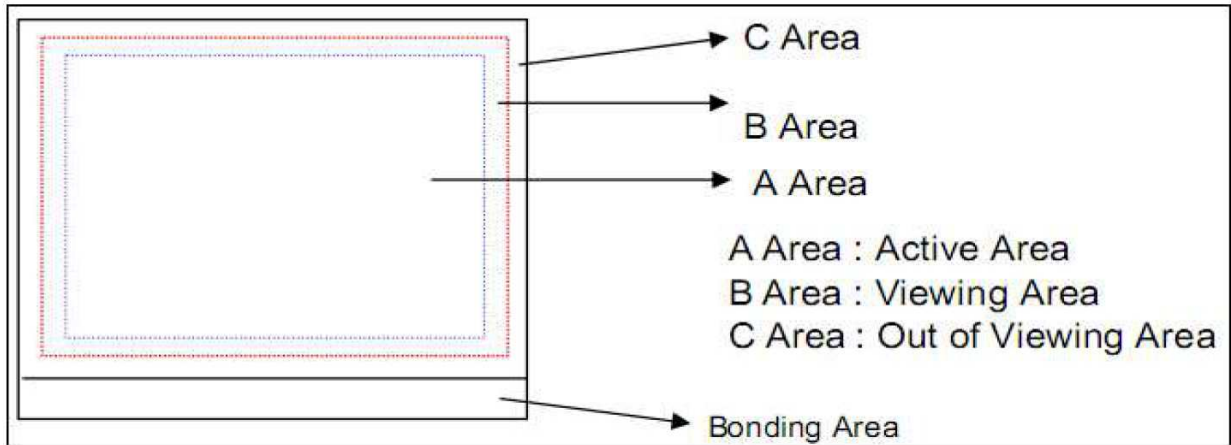 C Area
B Area
A Area
A Area : Active Area
B Area : Viewing Area
C Area : Out of Viewing Area
Bonding Area